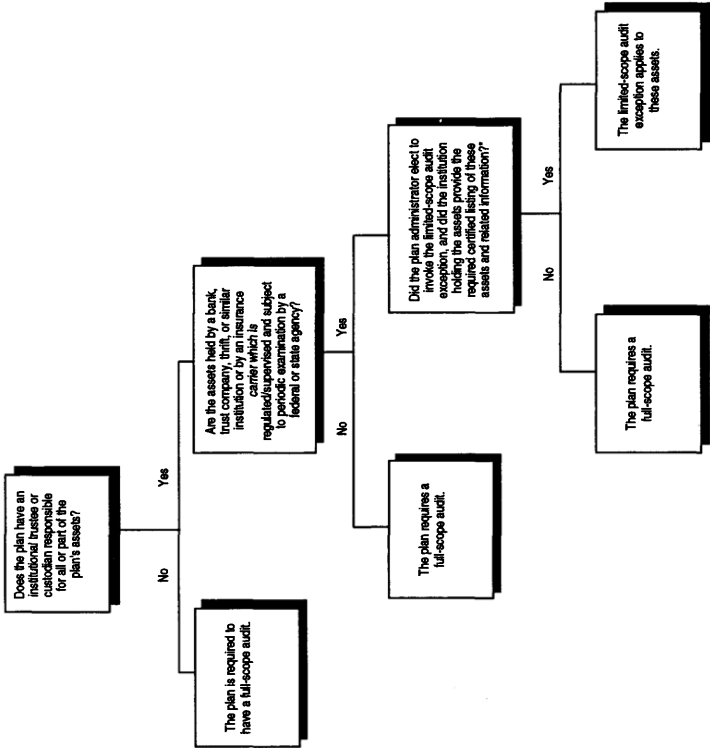 Does the plan have an
institutional trustee or
custodian responsible
for all or part of the
plan's assets?
No
Yes
The plan is required to
have a full-scope audit.
Are the assets held by a bank,
trust company, thrift, or similar
institution or by an insurance
carrier which is
regulated/supervised and subject
to periodic examination by a
federal or state agency?
No
Yes
The plan requires a
full-scope audit.
Did the plan administrator elect to
invoke the limited-scope audit
exception, and did the institution
holding the assets provide the
required certified listing of these
assets and related information?"
No
Yes
The plan requires a
full-scope audit.
The limited-scope audit
exception applies to
these assets.